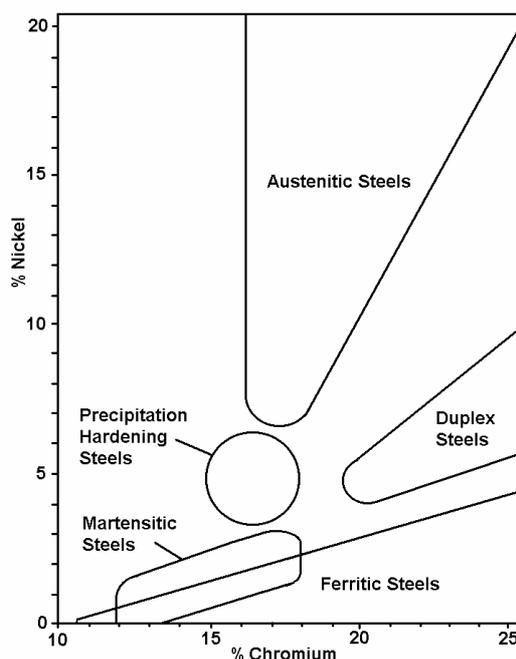 20
15
10
5
0
% Nickel
Austenitic Steels
Precipitation
Hardening
Steels
Duplex
Steels
Martensitic
Steels
Ferritic Steels
10
15
20
25
% Chromium